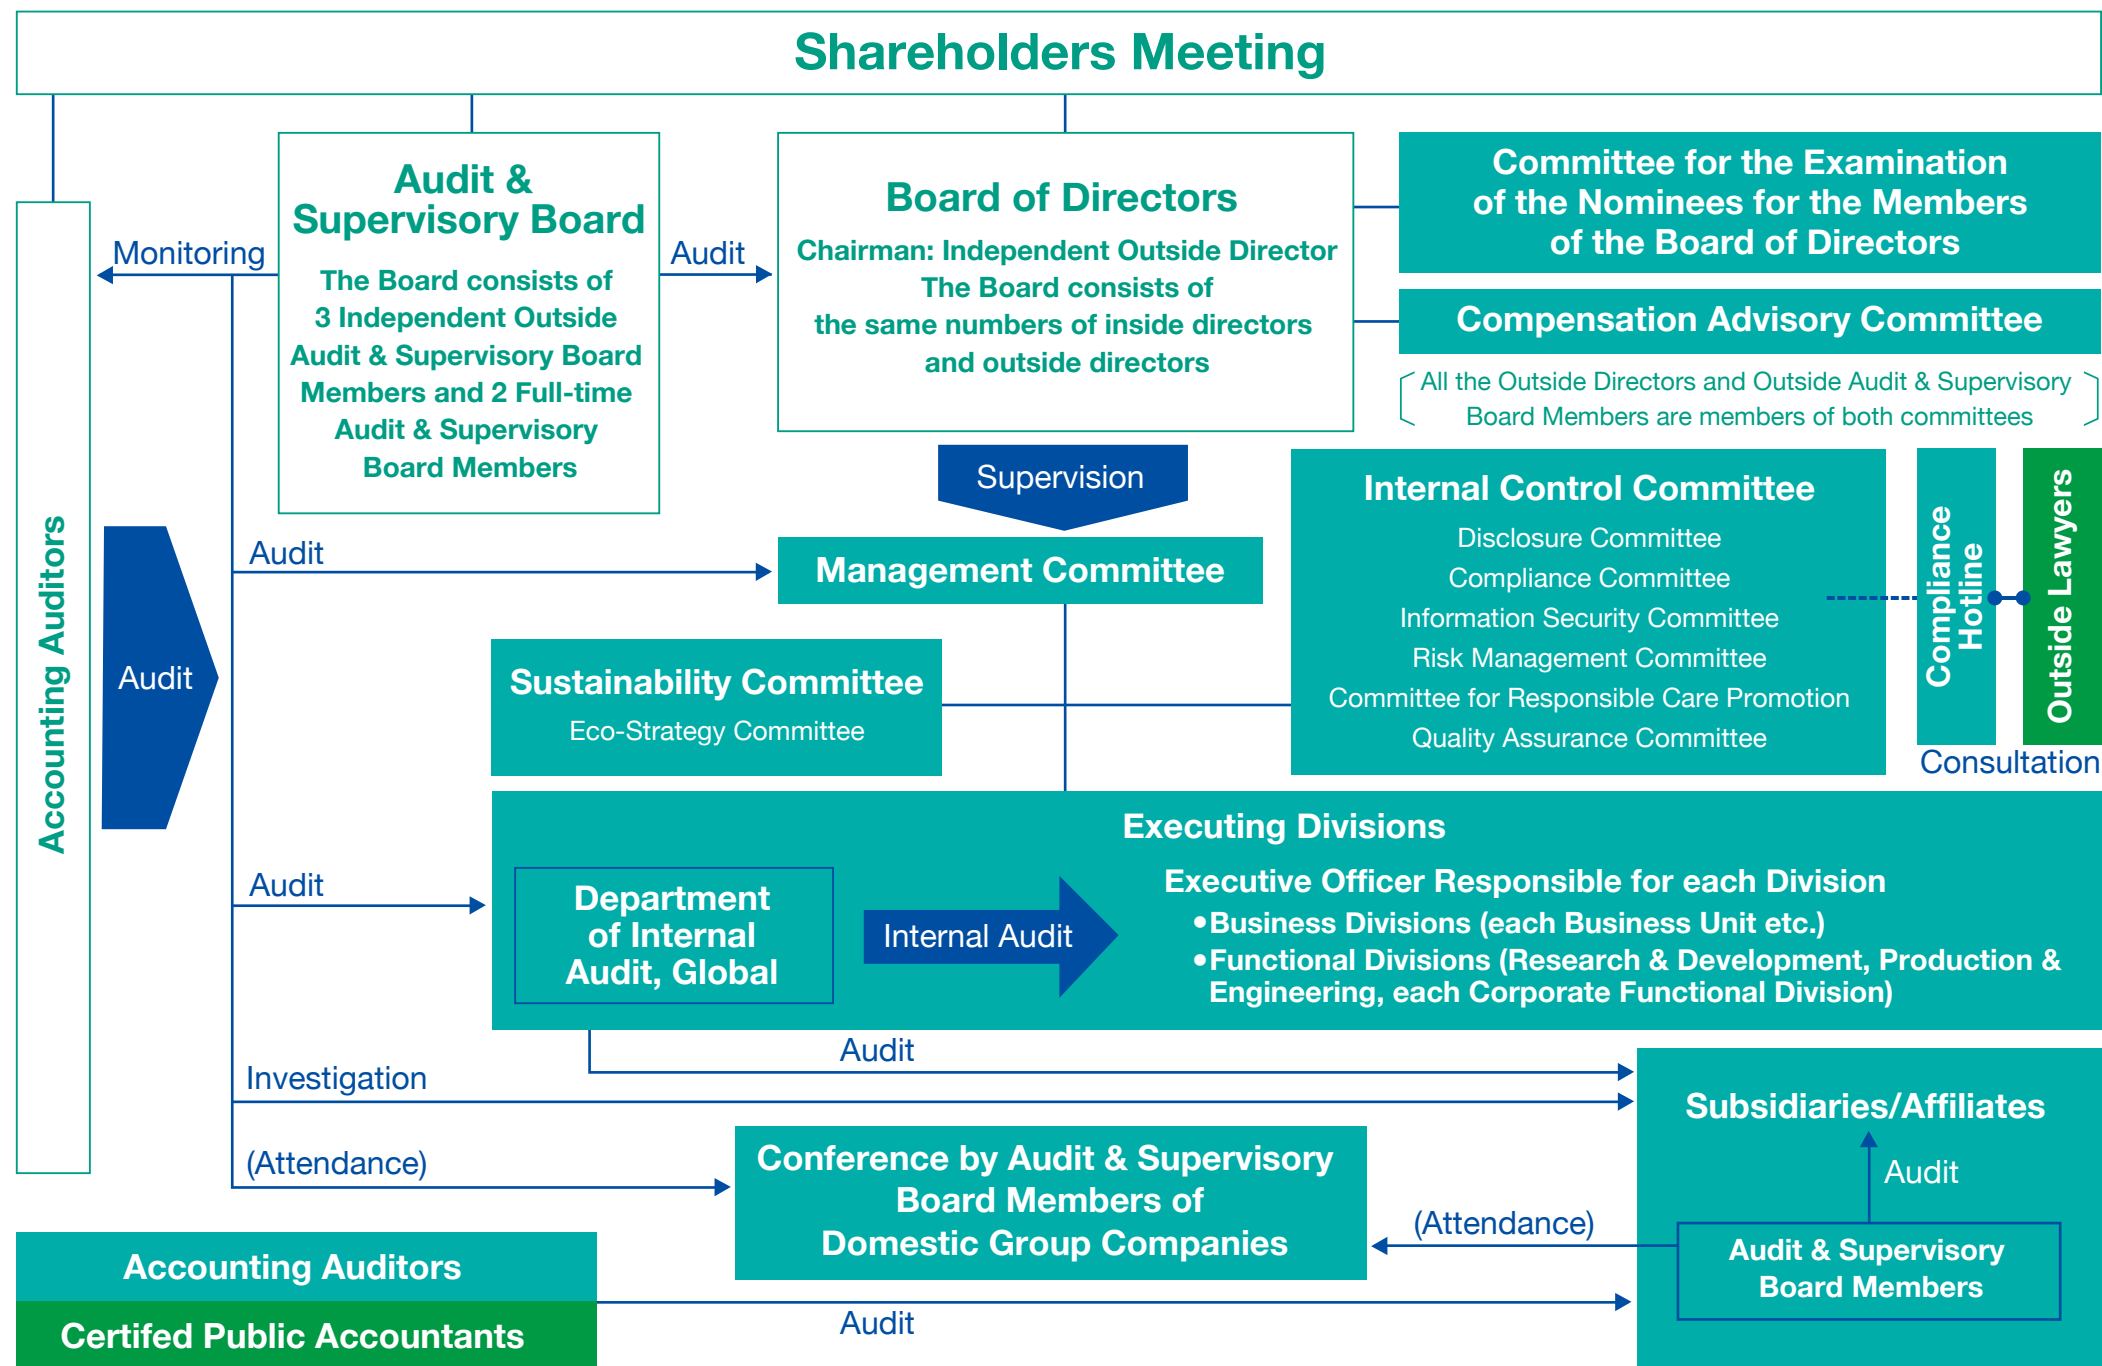 Shareholders Meeting
Audit &
Supervisory Board
The Board consists of
3 Independent Outside
Audit & Supervisory Board
Members and 2 Full-time
Audit & Supervisory
Board Members
Monitoring
Audit
Board of Directors
Chairman: Independent Outside Director
The Board consists of
the same numbers of inside directors
and outside directors
Committee for the Examination
of the Nominees for the Members
of the Board of Directors
Compensation Advisory Committee
All the Outside Directors and Outside Audit & Supervisory
Board Members are members of both committees
Accounting Auditors
Audit
Supervision
Audit
Management Committee
Internal Control Committee
Disclosure Committee
Compliance Committee
Information Security Committee
Risk Management Committee
Committee for Responsible Care Promotion
Quality Assurance Committee
Compliance
Hotline
Outside Lawyers
Consultation
Sustainability Committee
Eco-Strategy Committee
Executing Divisions
Audit
Department
of Internal
Audit, Global
Internal Audit
Executive Officer Responsible for each Division
•Business Divisions (each Business Unit etc.)
•Functional Divisions (Research & Development, Production &
Engineering, each Corporate Functional Division)
Audit
Investigation
(Attendance)
Conference by Audit & Supervisory
Board Members of
Domestic Group Companies
Subsidiaries/Affiliates
Audit
(Attendance)
Audit & Supervisory
Board Members
Accounting Auditors
Certifed Public Accountants
Audit